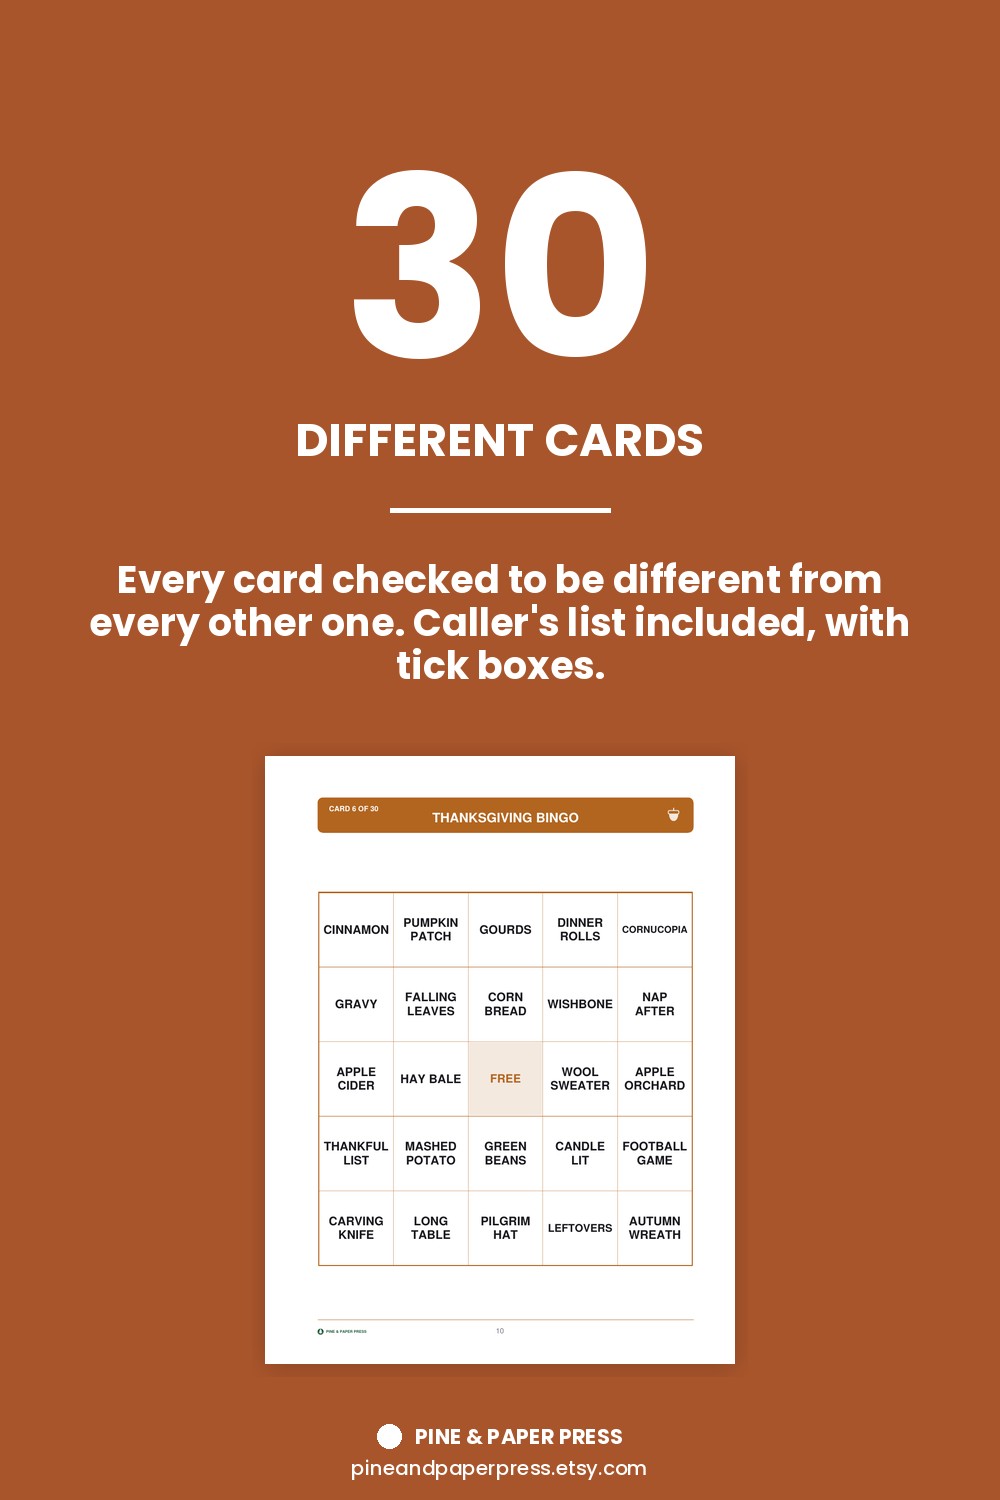 30
DIFFERENT CARDS
Every card checked to be different from
every other one. Caller's list included, with
tick boxes.
CARD 6 OF 30
THANKSGIVING BINGO
CINNAMON
PUMPKIN
PATCH
GOURDS
DINNER
ROLLS
CORNUCOPIA
GRAVY
FALLING
LEAVES
CORN
BREAD
WISHBONE
NAP
AFTER
APPLE
CIDER
HAY BALE
FREE
WOOL
SWEATER
APPLE
ORCHARD
THANKFUL
LIST
MASHED
POTATO
GREEN
BEANS
CANDLE
LIT
FOOTBALL
GAME
CARVING
KNIFE
LONG
TABLE
PILGRIM
HAT
LEFTOVERS
AUTUMN
WREATH
PINE & PAPER PRESS
10
PINE & PAPER PRESS
pineandpaperpress.etsy.com